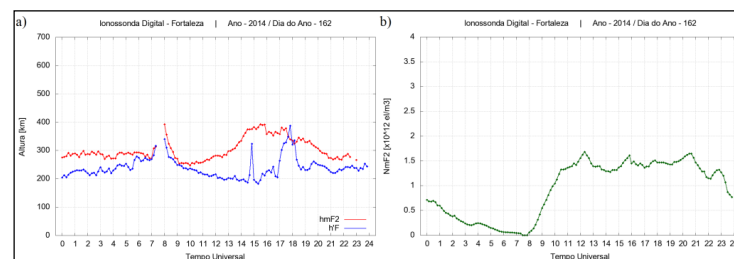 a)
Ionossonda Digital - Fortaleza | Ano - 2014 / Dia do Ano - 162
Altura [km]
700
600
500
400
300
200
100
0
hmF2
h'F
0 1 2 3 4 5 6 7 8 9 10 11 12 13 14 15 16 17 18 19 20 21 22 23 24
Tempo Universal
b)
Ionossonda Digital - Fortaleza | Ano - 2014 / Dia do Ano - 162
NmF2 [x10^12 el/m3]
4
3.5
3
2.5
2
1.5
1
0.5
0
0 1 2 3 4 5 6 7 8 9 10 11 12 13 14 15 16 17 18 19 20 21 22 23 24
Tempo Universal